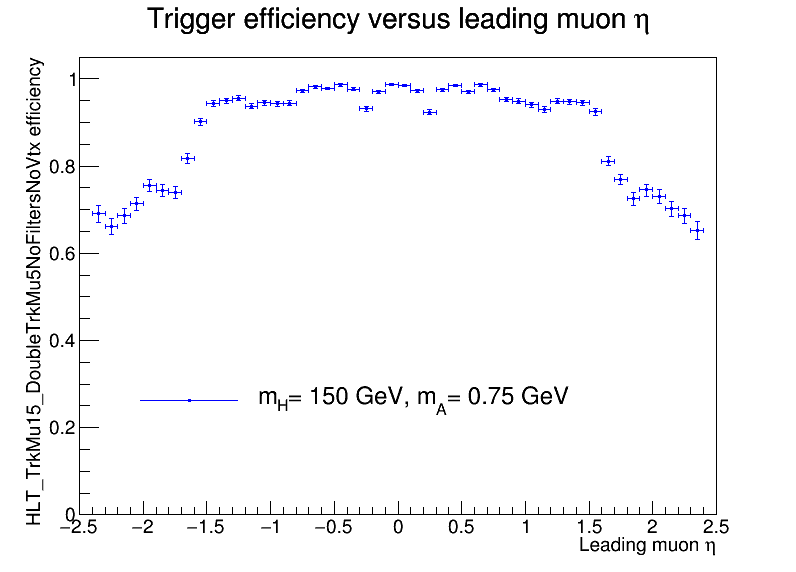 Trigger efficiency versus leading muon η
HLT_TrkMu15_DoubleTrkMu5NoFiltersNoVtx efficiency
1
0.8
0.6
0.4
0.2
0
mH= 150 GeV, mA= 0.75 GeV
−2.5 −2 −1.5 −1 −0.5 0 0.5 1 1.5 2 2.5
Leading muon η